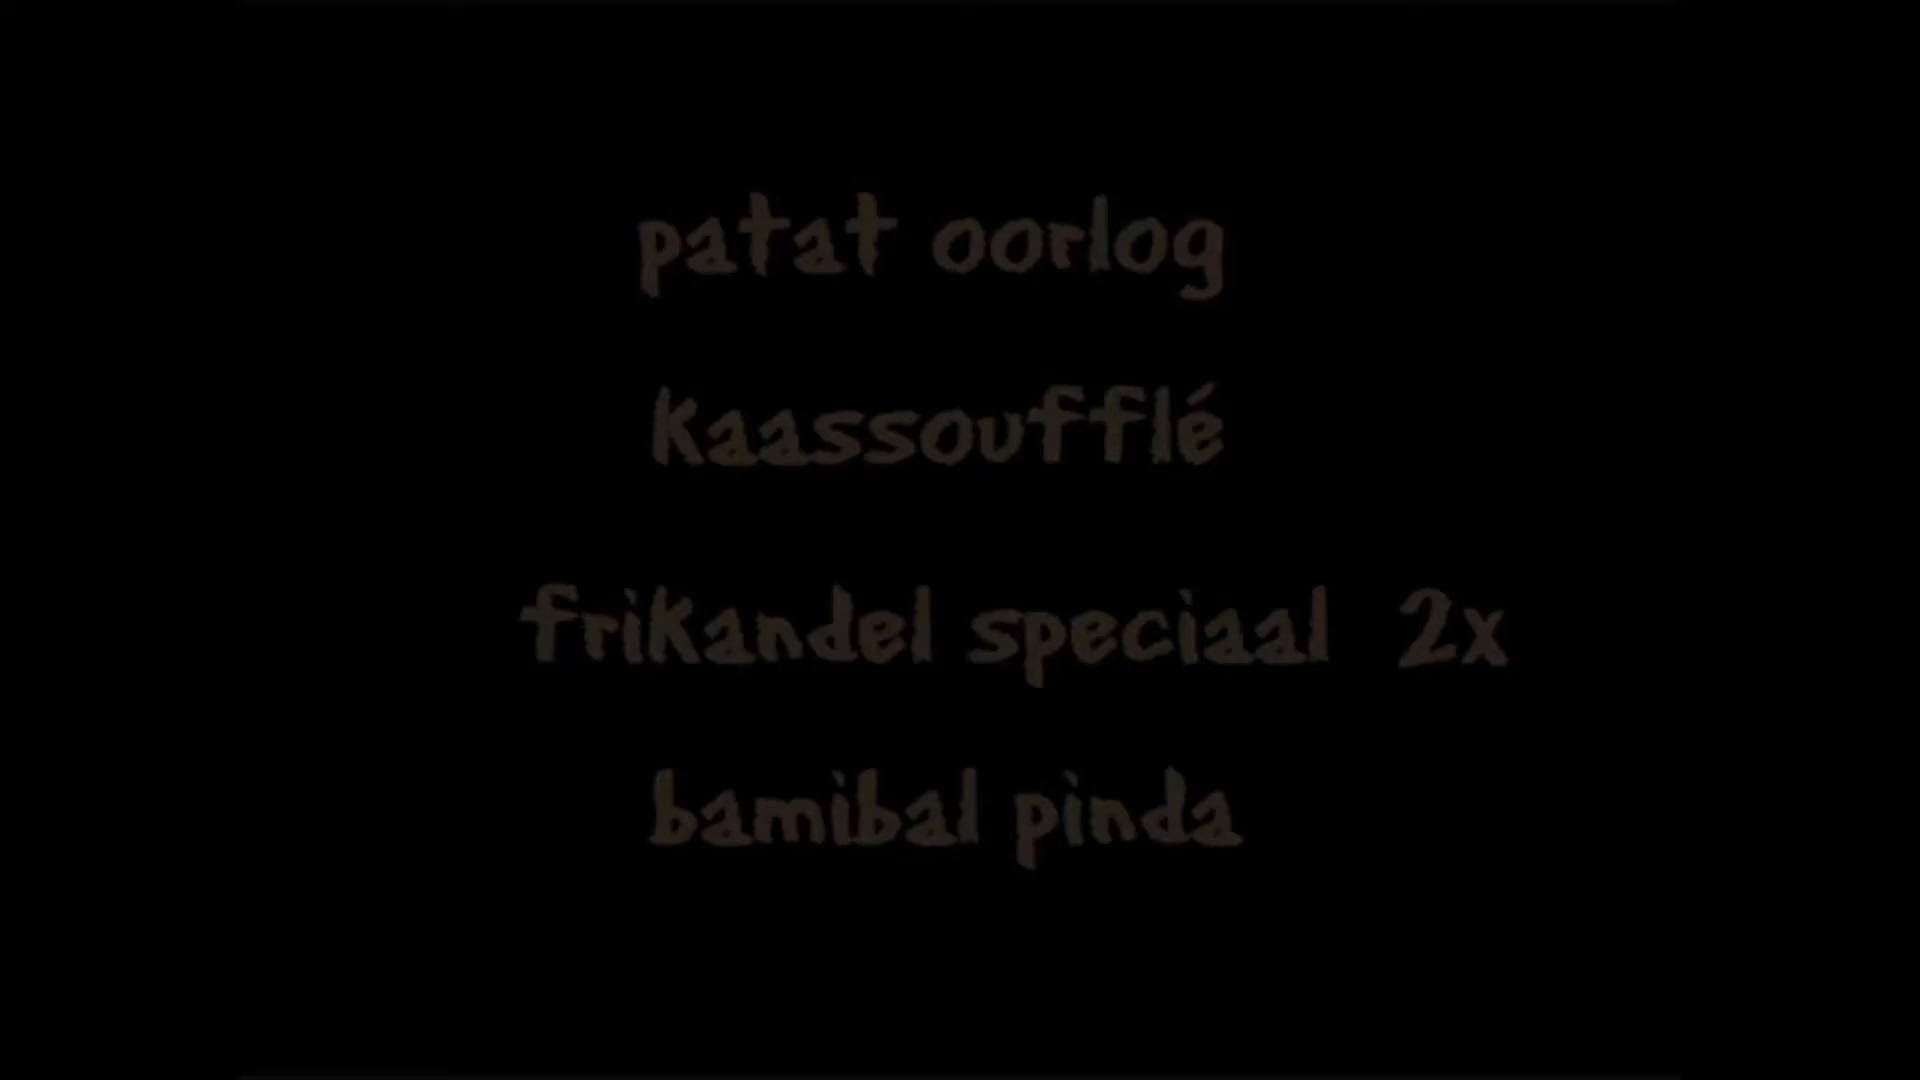 patat oorlog
kaassoufflé
frikandel speciaal 2x
bamibal pinda